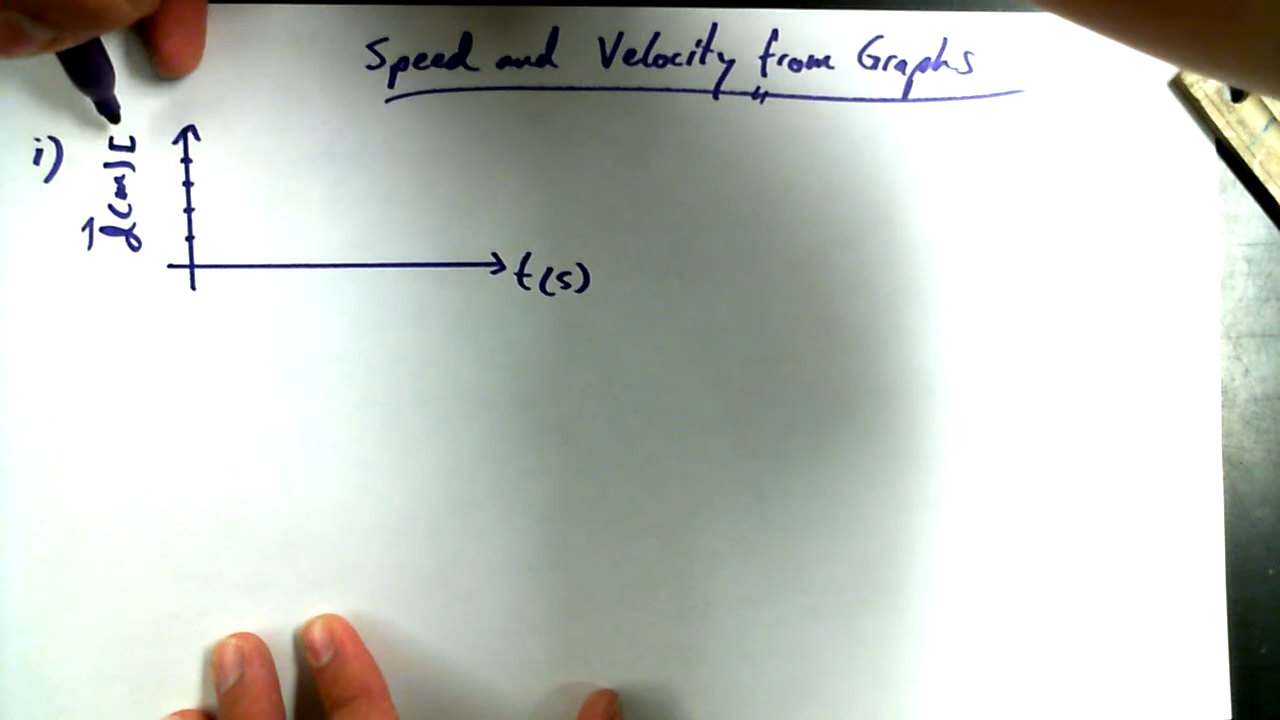 Speed and Velocity from Graphs
i)
d(m)[
t(s)